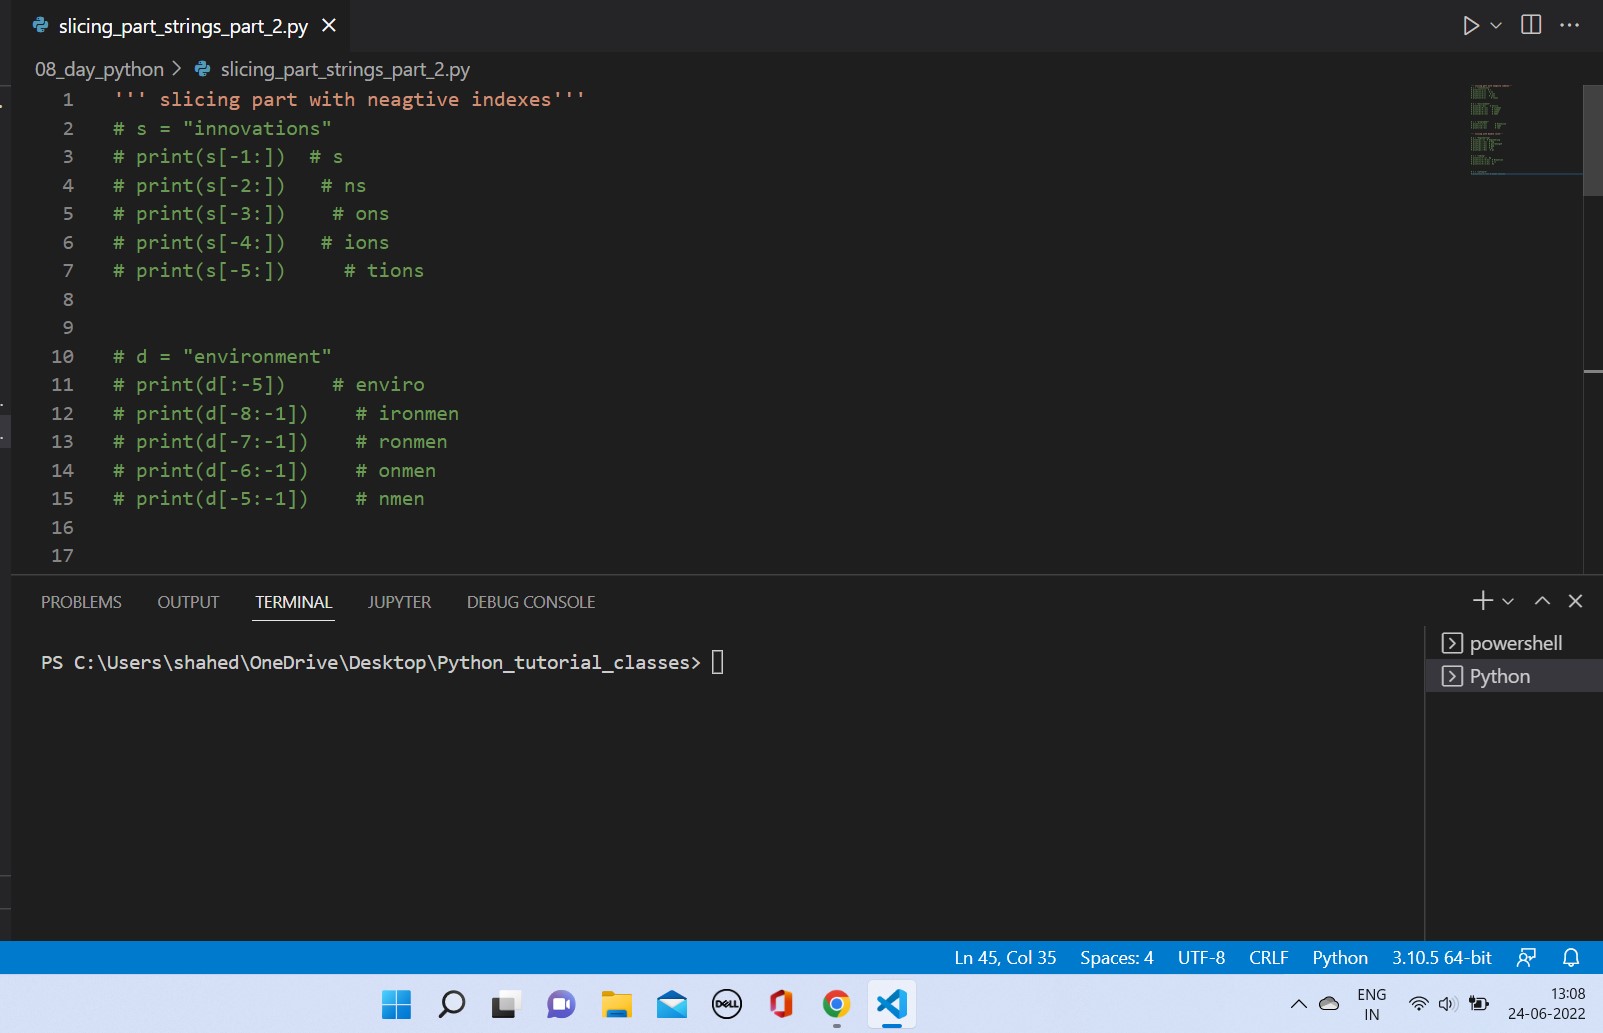 slicing_part_strings_part_2.py
08_day_python > slicing_part_strings_part_2.py
1 ''' slicing part with neagtive indexes'''
2 # s = "innovations"
3 # print(s[-1:])  # s
4 # print(s[-2:])   # ns
5 # print(s[-3:])    # ons
6 # print(s[-4:])   # ions
7 # print(s[-5:])     # tions
8
9
10 # d = "environment"
11 # print(d[:-5])    # enviro
12 # print(d[-8:-1])    # ironmen
13 # print(d[-7:-1])    # ronmen
14 # print(d[-6:-1])    # onmen
15 # print(d[-5:-1])    # nmen
16
17
PROBLEMS OUTPUT TERMINAL JUPYTER DEBUG CONSOLE
powershell
PS C:\Users\shahed\OneDrive\Desktop\Python_tutorial_classes>
Python
Ln 45, Col 35 Spaces: 4 UTF-8 CRLF Python 3.10.5 64-bit
DELL
ENG
IN
13:08
24-06-2022